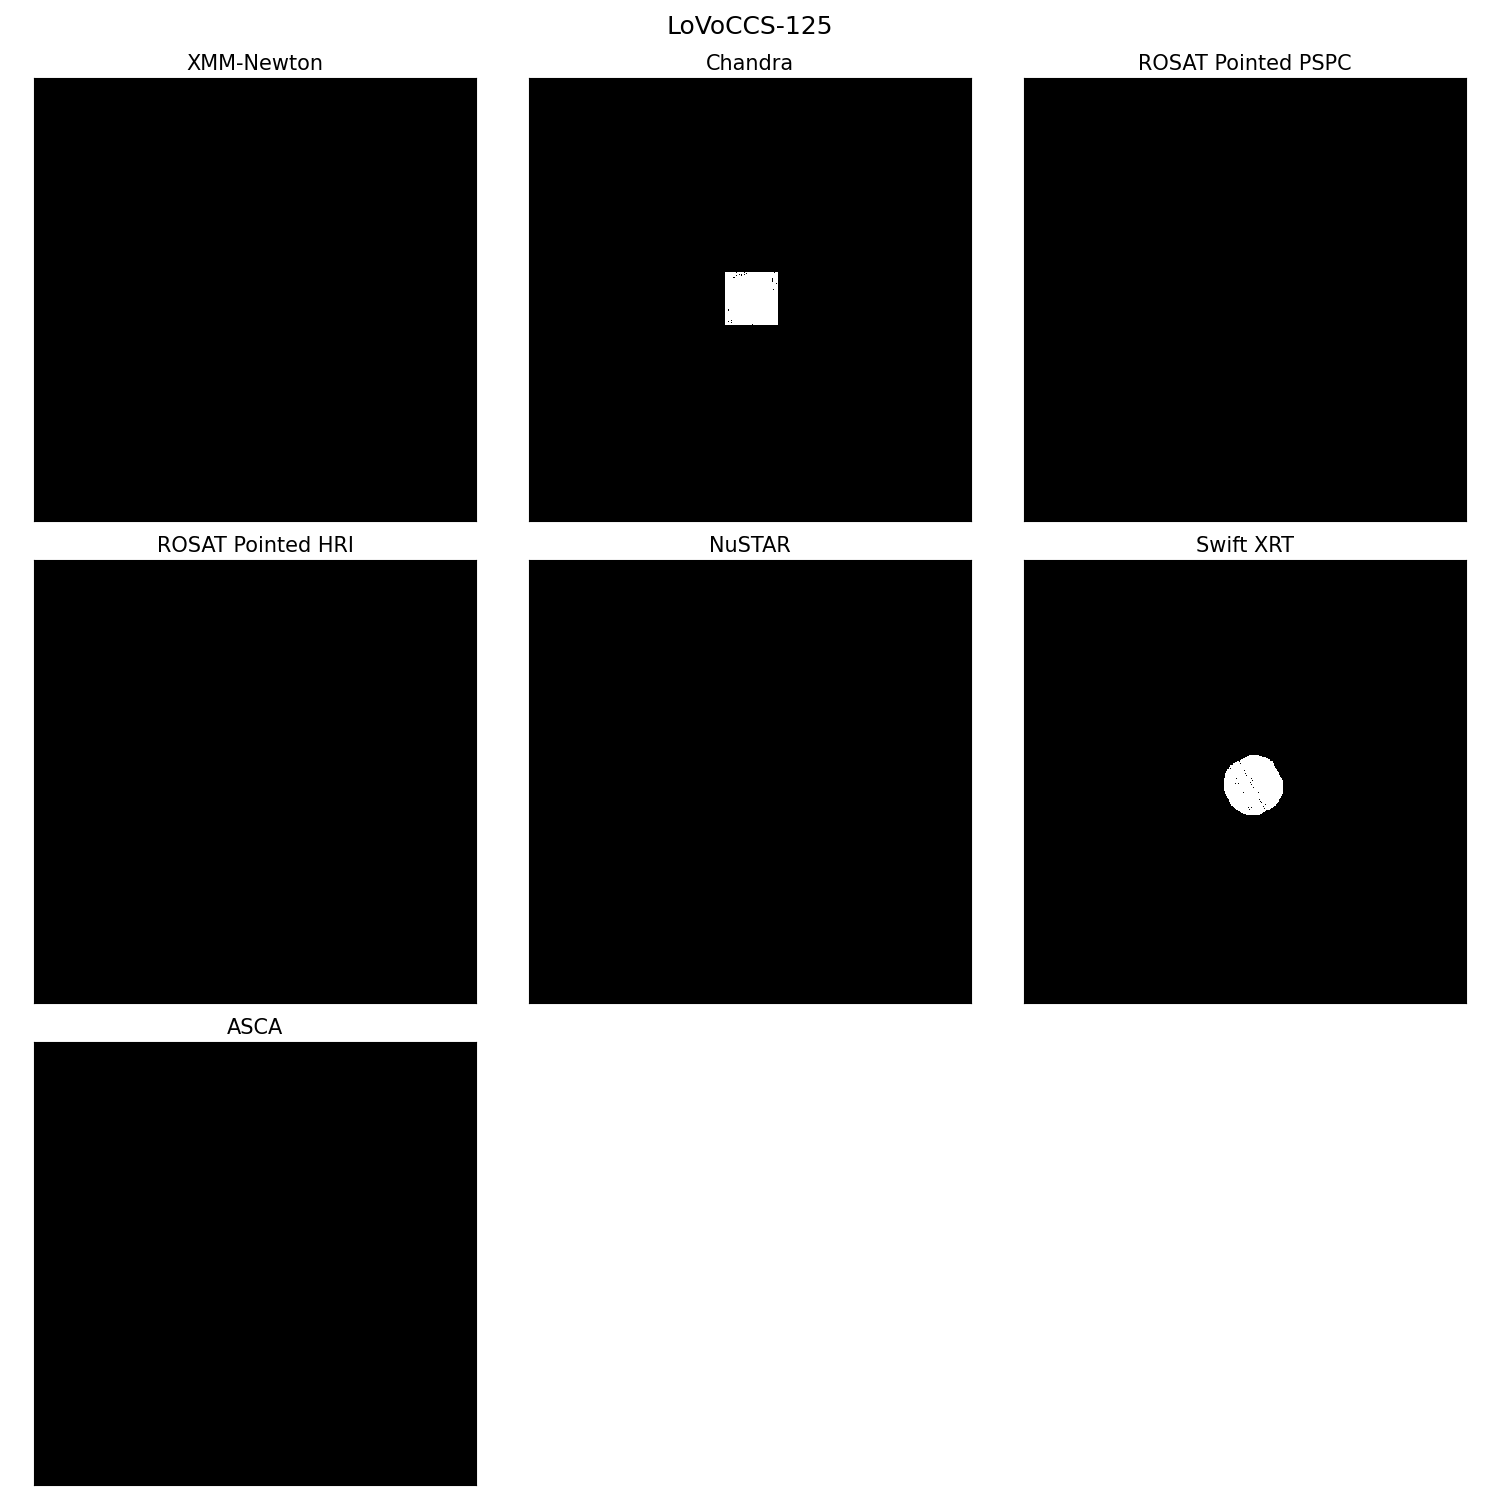 LoVoCCS-125
XMM-Newton
Chandra
ROSAT Pointed PSPC
ROSAT Pointed HRI
NuSTAR
Swift XRT
ASCA